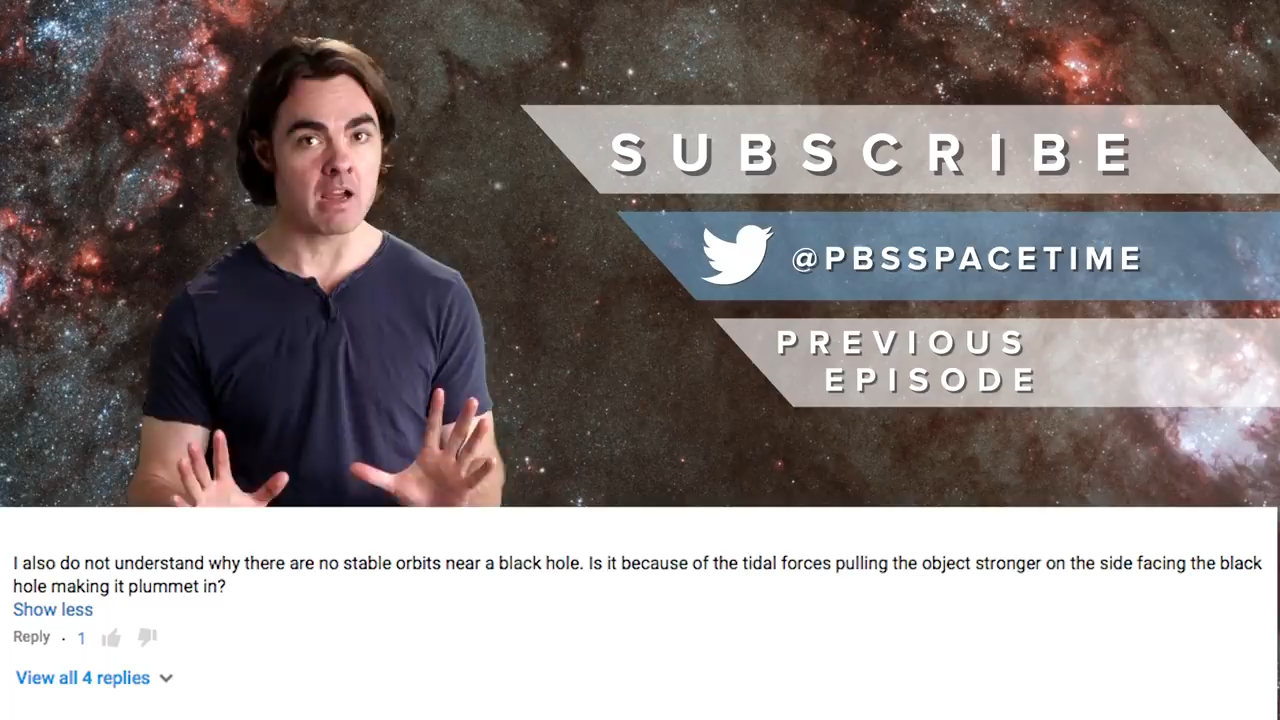 SUBSCRIBE
@PBSSPACETIME
PREVIOUS
EPISODE
I also do not understand why there are no stable orbits near a black hole. Is it because of the tidal forces pulling the object stronger on the side facing the black
hole making it plummet in?
Show less
Reply · 1
View all 4 replies